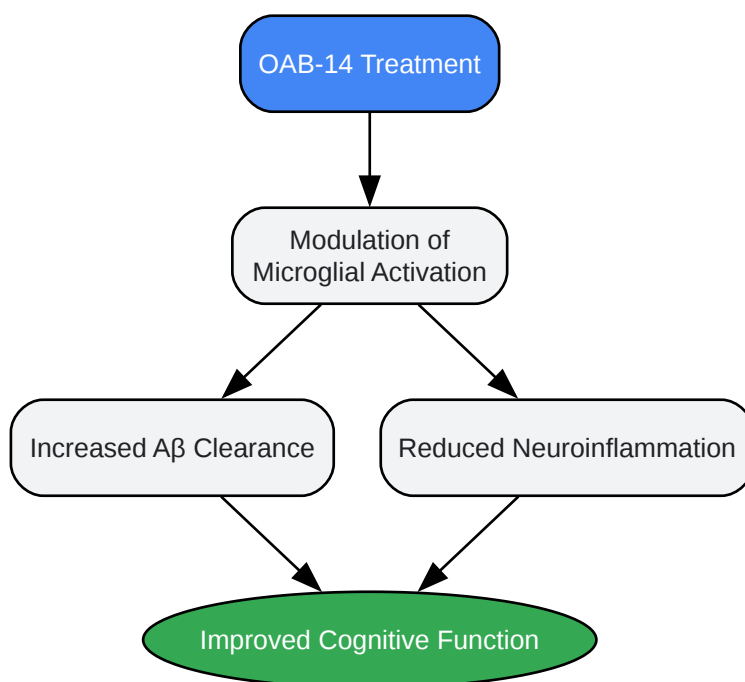 OAB-14 Treatment
Modulation of
Microglial Activation
Increased Aβ Clearance
Reduced Neuroinflammation
Improved Cognitive Function